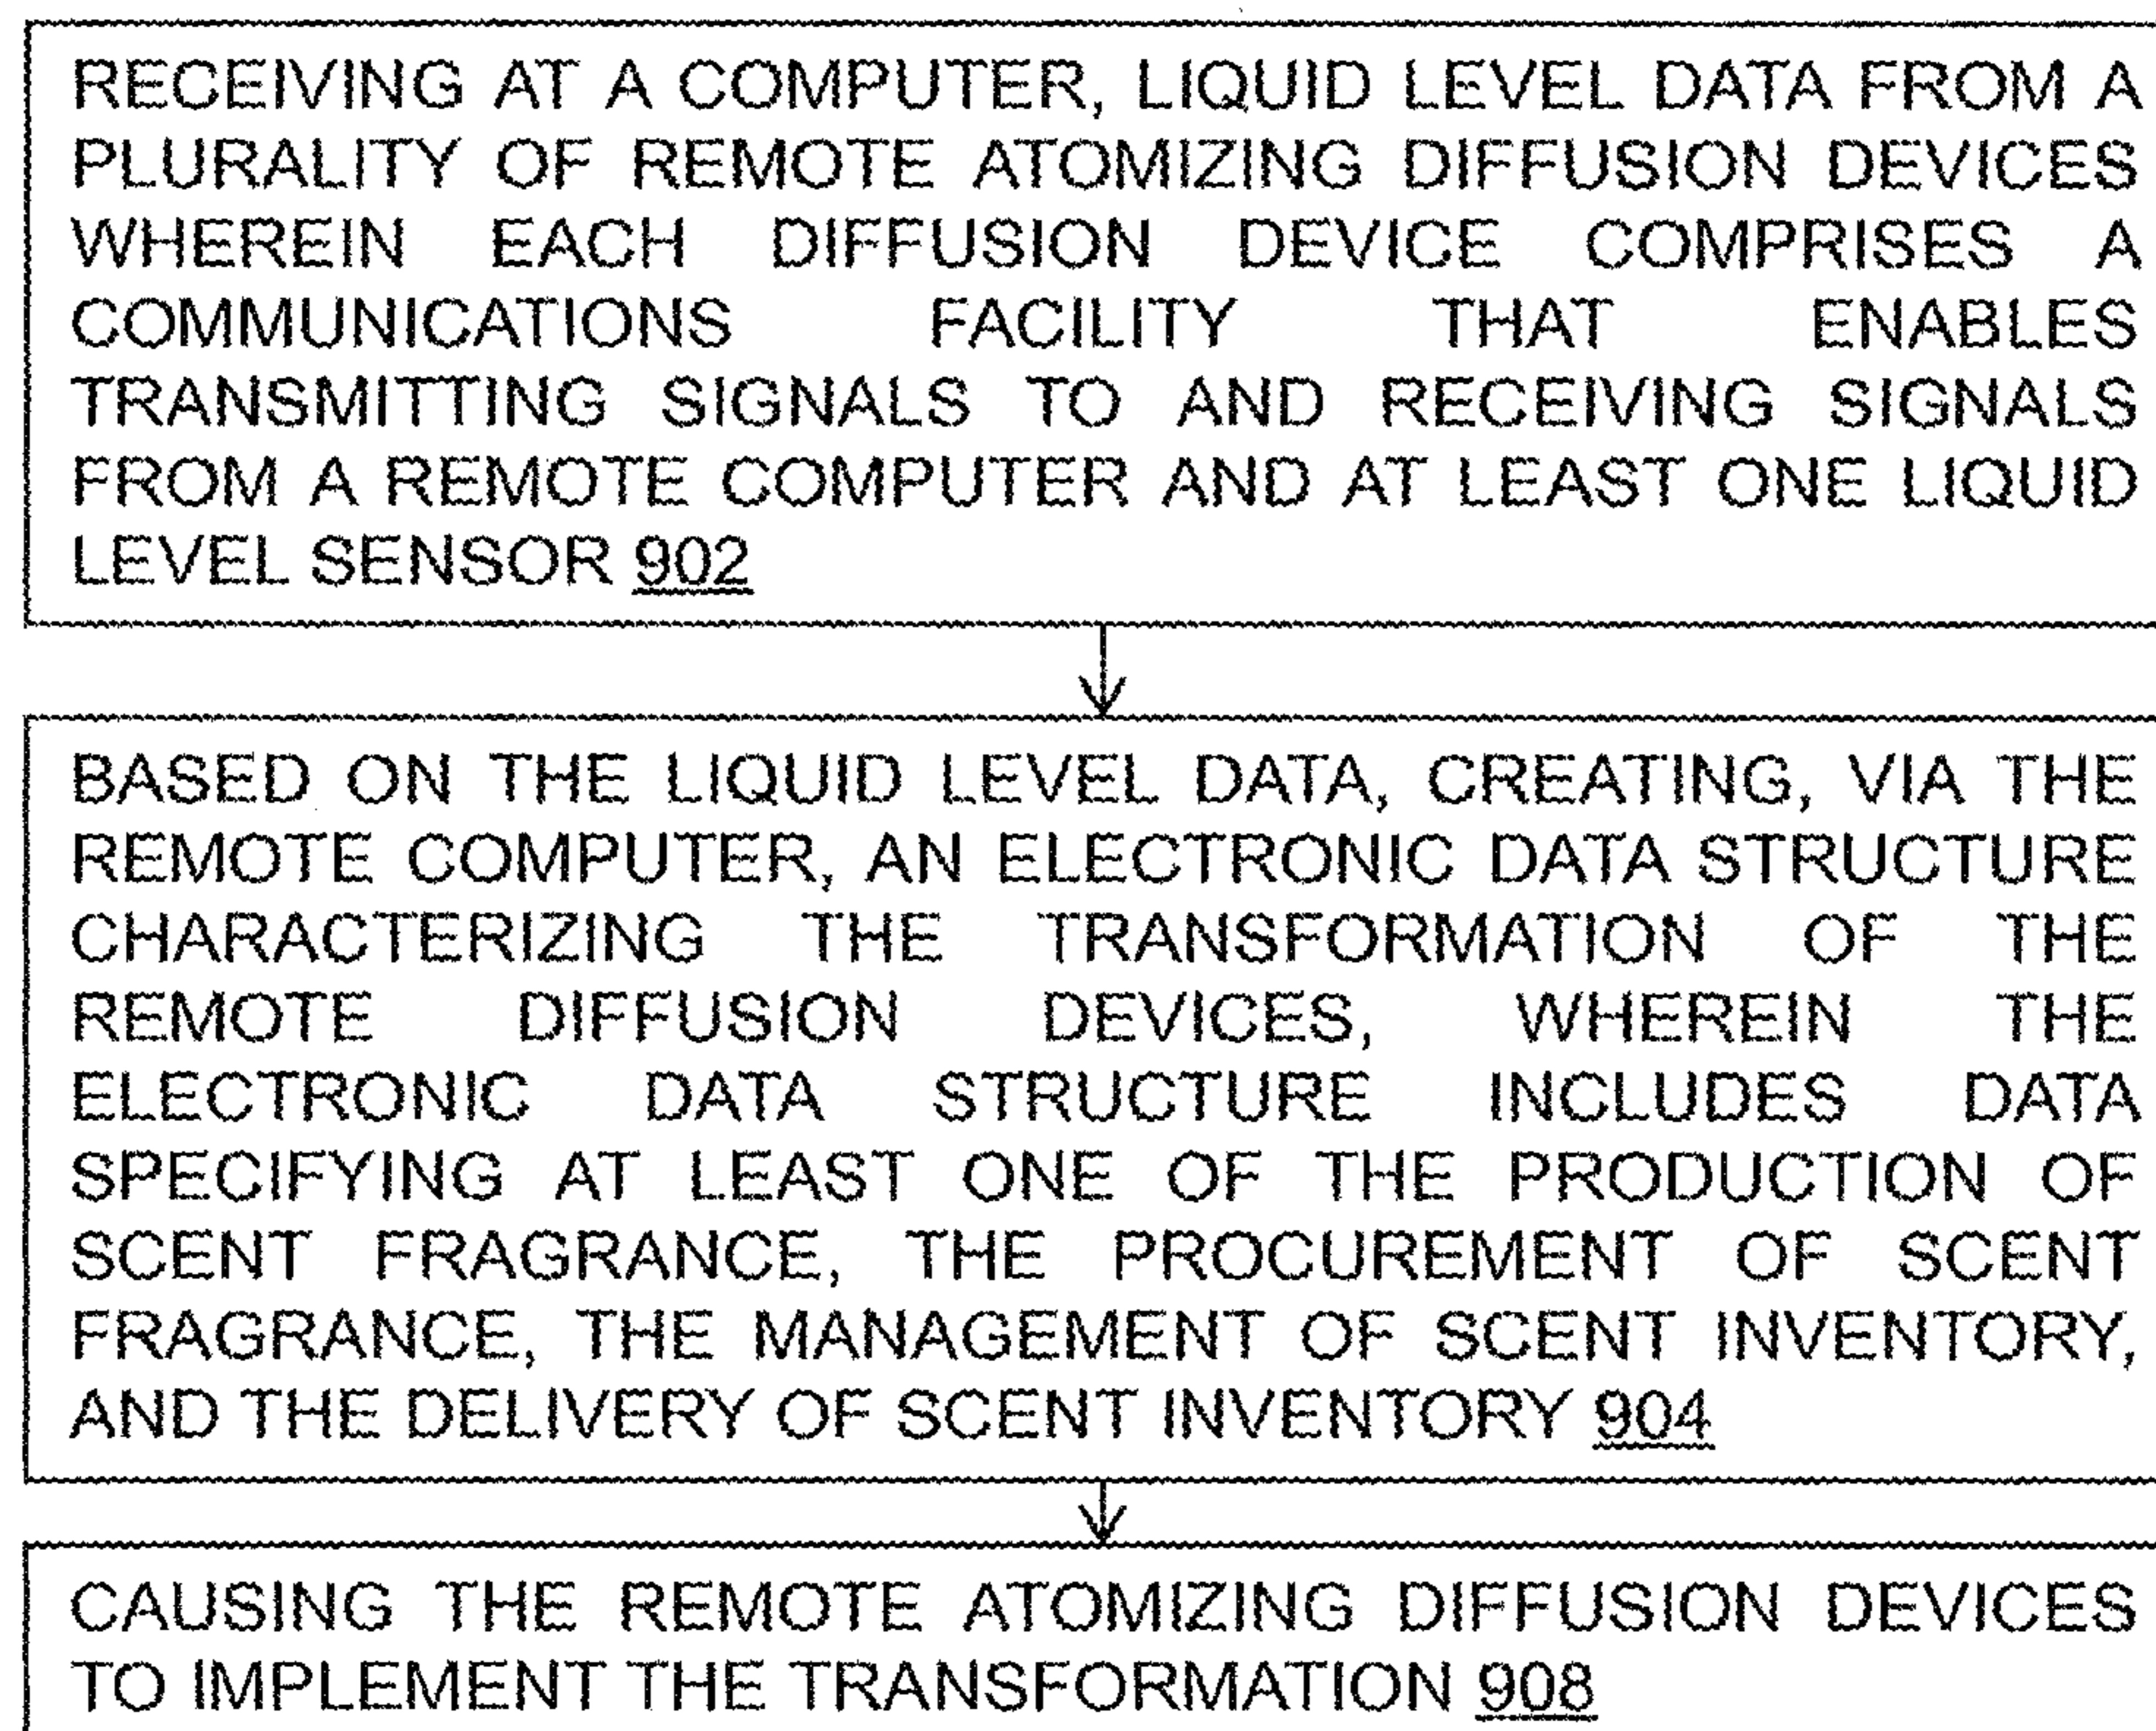 RECEIVING AT A COMPUTER, LIQUID LEVEL DATA FROM A
PLURALITY OF REMOTE ATOMIZING DIFFUSION DEVICES
WHEREIN EACH DIFFUSION DEVICE COMPRISES A
COMMUNICATIONS FACILITY THAT ENABLES
TRANSMITTING SIGNALS TO AND RECEIVING SIGNALS
FROM A REMOTE COMPUTER AND AT LEAST ONE LIQUID
LEVEL SENSOR 902
BASED ON THE LIQUID LEVEL DATA, CREATING, VIA THE
REMOTE COMPUTER, AN ELECTRONIC DATA STRUCTURE
CHARACTERIZING THE TRANSFORMATION OF THE
REMOTE DIFFUSION DEVICES, WHEREIN THE
ELECTRONIC DATA STRUCTURE INCLUDES DATA
SPECIFYING AT LEAST ONE OF THE PRODUCTION OF
SCENT FRAGRANCE, THE PROCUREMENT OF SCENT
FRAGRANCE, THE MANAGEMENT OF SCENT INVENTORY,
AND THE DELIVERY OF SCENT INVENTORY 904
CAUSING THE REMOTE ATOMIZING DIFFUSION DEVICES
TO IMPLEMENT THE TRANSFORMATION 908